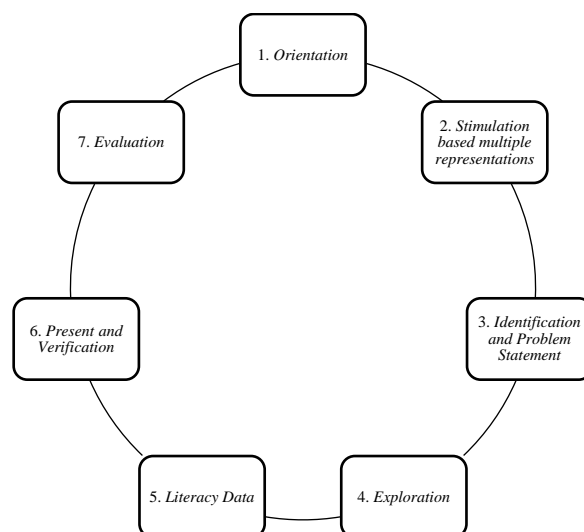 1. Orientation
2. Stimulation
based multiple
representations
3. Identification
and Problem
Statement
4. Exploration
5. Literacy Data
6. Present and
Verification
7. Evaluation